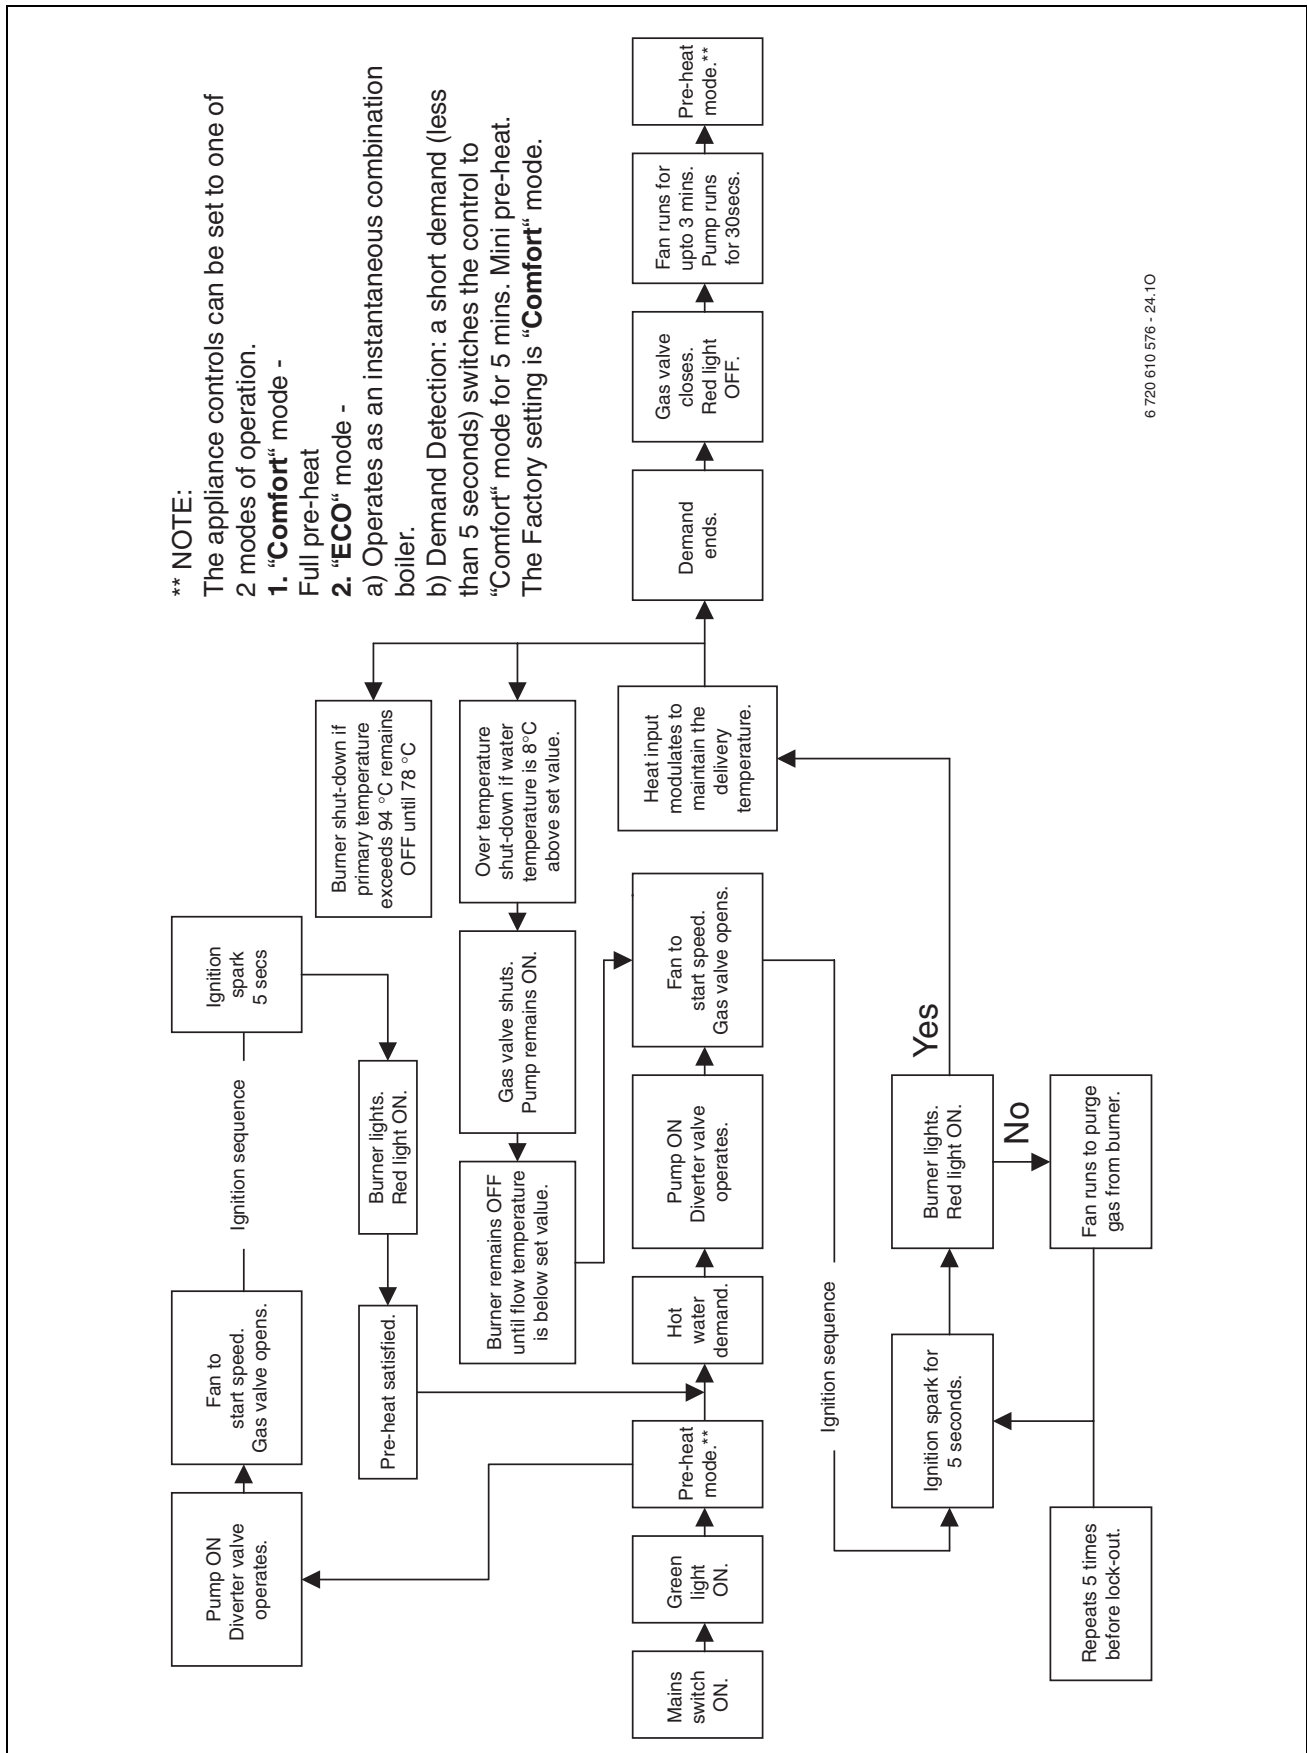 ** NOTE:
The appliance controls can be set to one of
2 modes of operation.
1. “Comfort“ mode -
Full pre-heat
2. “ECO“ mode -
a) Operates as an instantaneous combination
boiler.
b) Demand Detection: a short demand (less
than 5 seconds) switches the control to
“Comfort“ mode for 5 mins. Mini pre-heat.
The Factory setting is “Comfort“ mode.
Pump ON
Diverter valve
operates.
Fan to
start speed.
Gas valve opens.
Ignition sequence
Ignition
spark
5 secs
Burner lights.
Red light ON.
Pre-heat satisfied.
Burner shut-down if
primary temperature
exceeds 94 °C remains
OFF until 78 °C
Over temperature
shut-down if water
temperature is 8°C
above set value.
Gas valve shuts.
Pump remains ON.
Burner remains OFF
until flow temperature
is below set value.
Mains
switch
ON.
Green
light
ON.
Pre-heat
mode.**
Hot
water
demand.
Pump ON
Diverter valve
operates.
Fan to
start speed.
Gas valve opens.
Heat input
modulates to
maintain the
delivery
temperature.
Demand
ends.
Gas valve
closes.
Red light
OFF.
Fan runs for
upto 3 mins.
Pump runs
for 30secs.
Pre-heat
mode.**
Ignition sequence
Ignition spark for
5 seconds.
Burner lights.
Red light ON.
Yes
No
Fan runs to purge
gas from burner.
Repeats 5 times
before lock-out.
6 720 610 576 - 24.1O